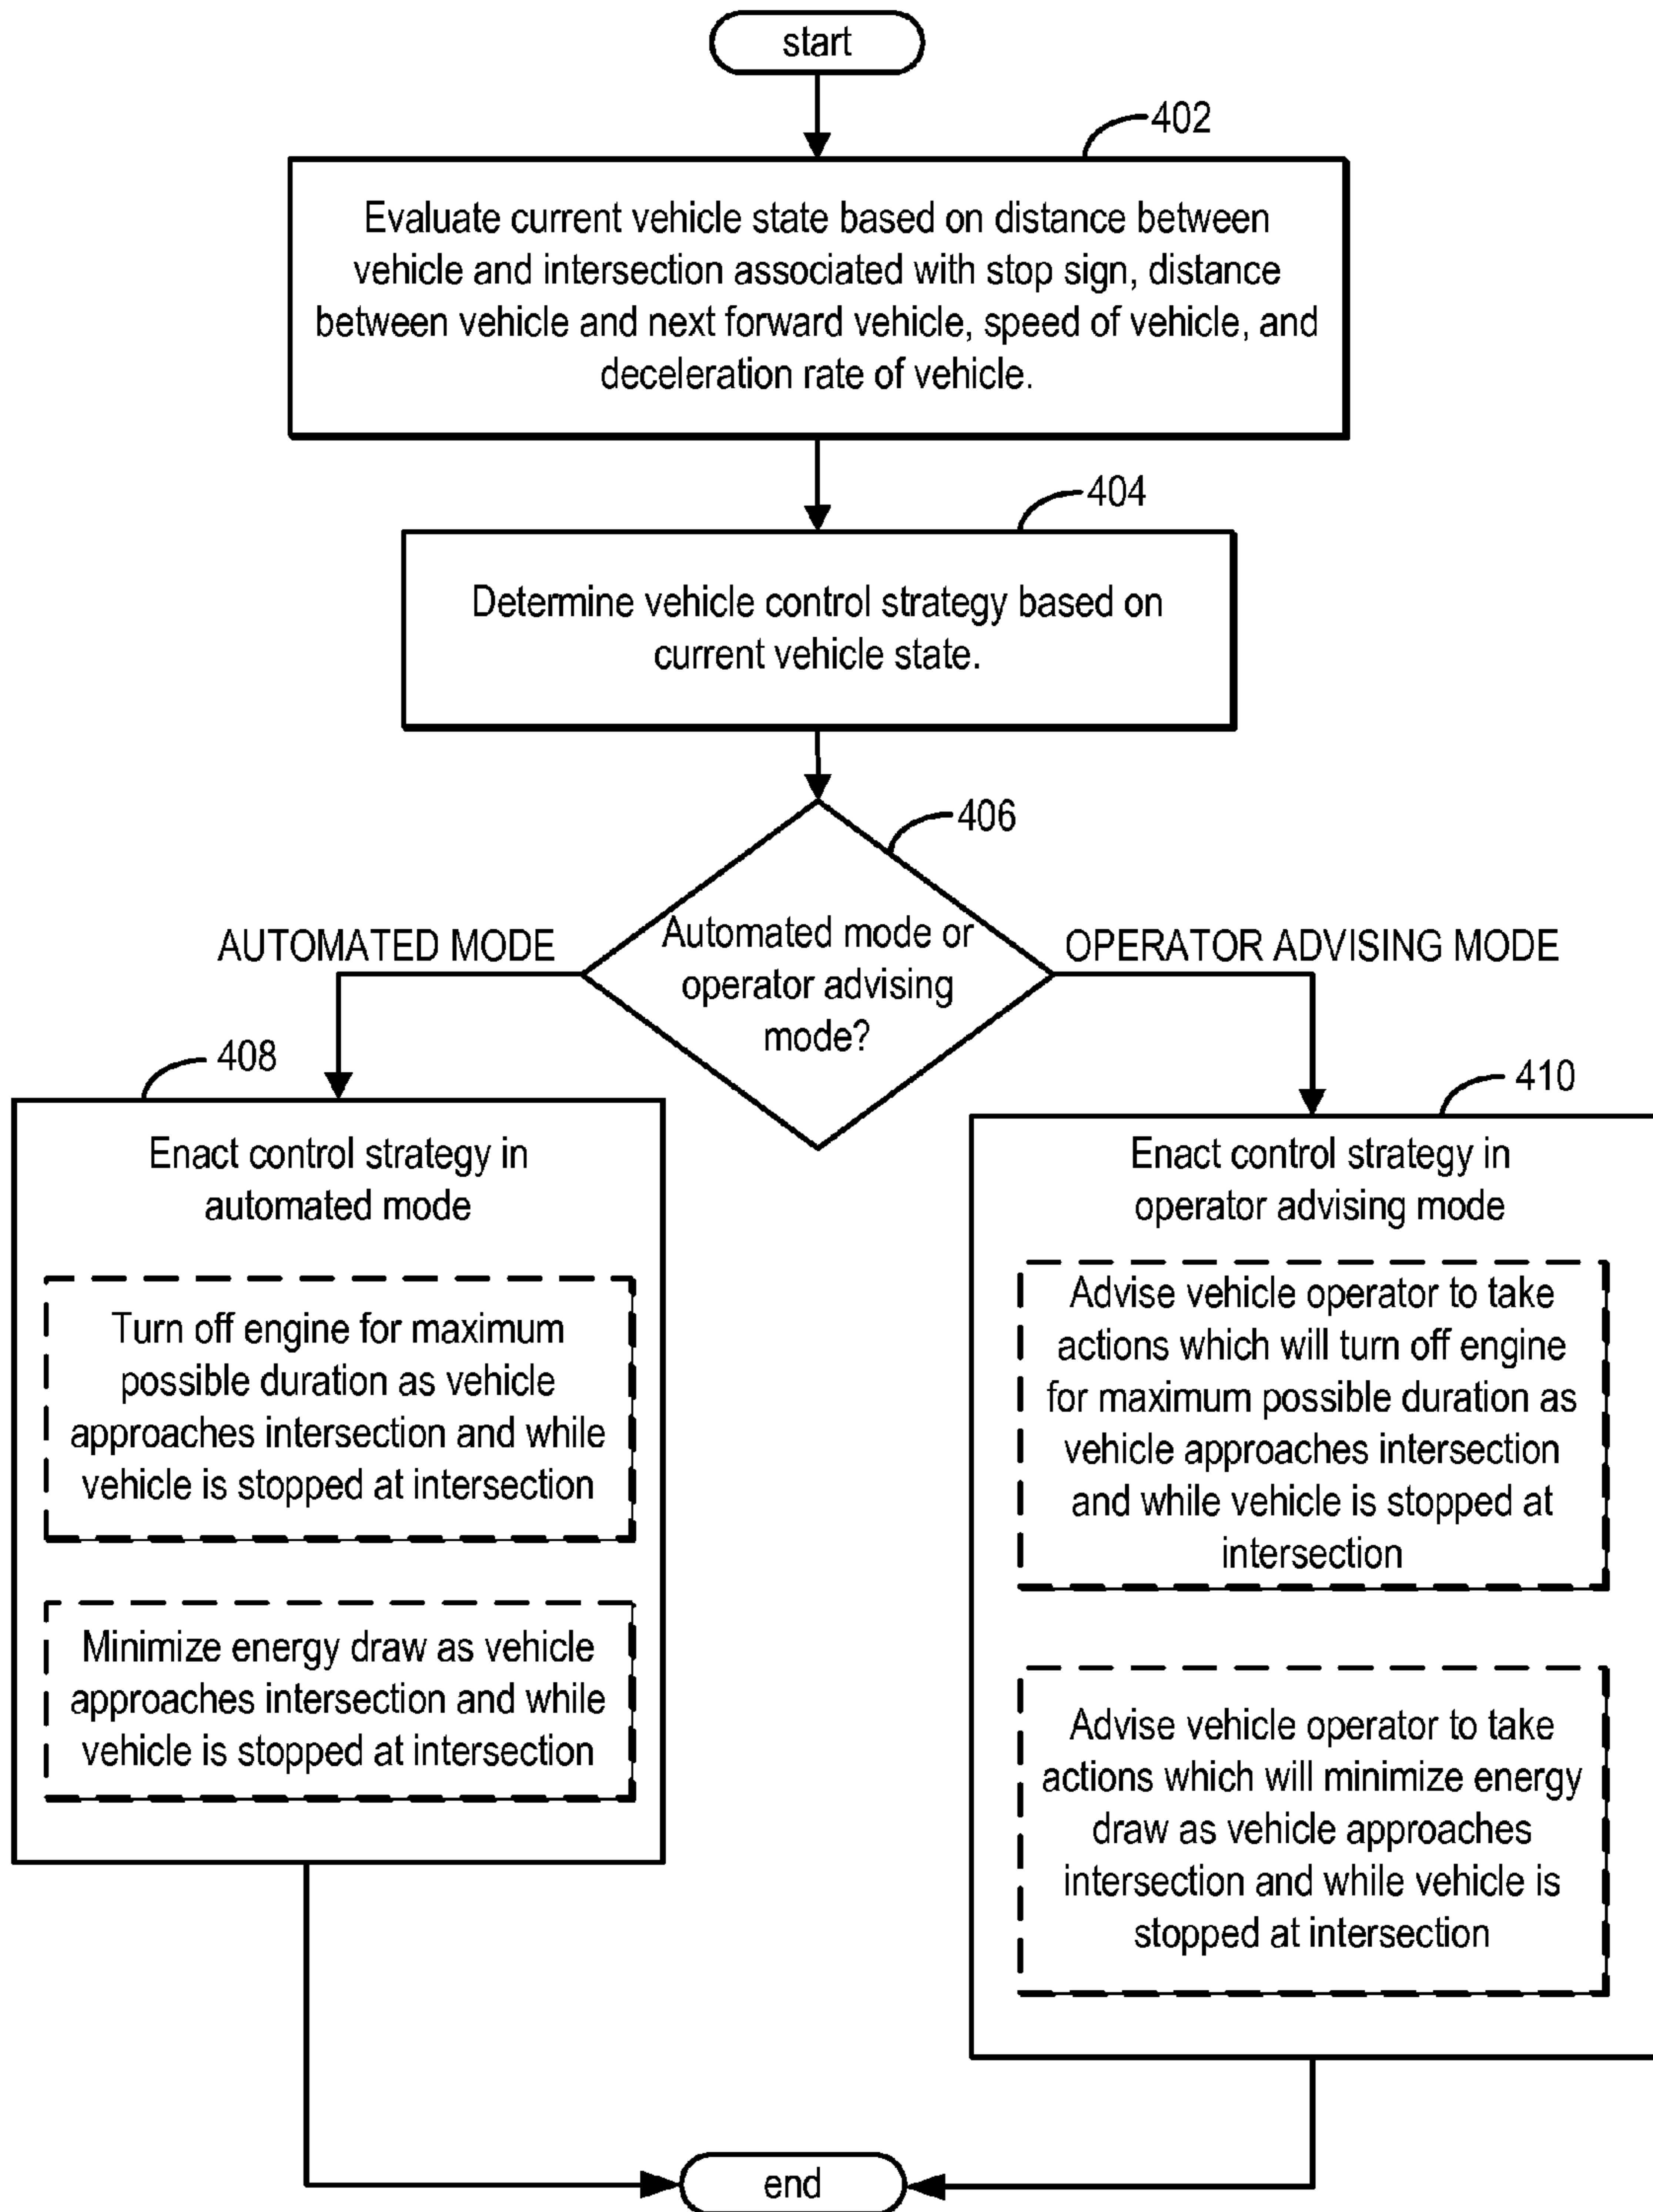 start
402
Evaluate current vehicle state based on distance between
vehicle and intersection associated with stop sign, distance
between vehicle and next forward vehicle, speed of vehicle, and
deceleration rate of vehicle.
404
Determine vehicle control strategy based on
current vehicle state.
406
Automated mode or
operator advising
mode?
AUTOMATED MODE
OPERATOR ADVISING MODE
408
Enact control strategy in
automated mode
Turn off engine for maximum
possible duration as vehicle
approaches intersection and while
vehicle is stopped at intersection
Minimize energy draw as vehicle
approaches intersection and while
vehicle is stopped at intersection
410
Enact control strategy in
operator advising mode
Advise vehicle operator to take
actions which will turn off engine
for maximum possible duration as
vehicle approaches intersection
and while vehicle is stopped at
intersection
Advise vehicle operator to take
actions which will minimize energy
draw as vehicle approaches
intersection and while vehicle is
stopped at intersection
end